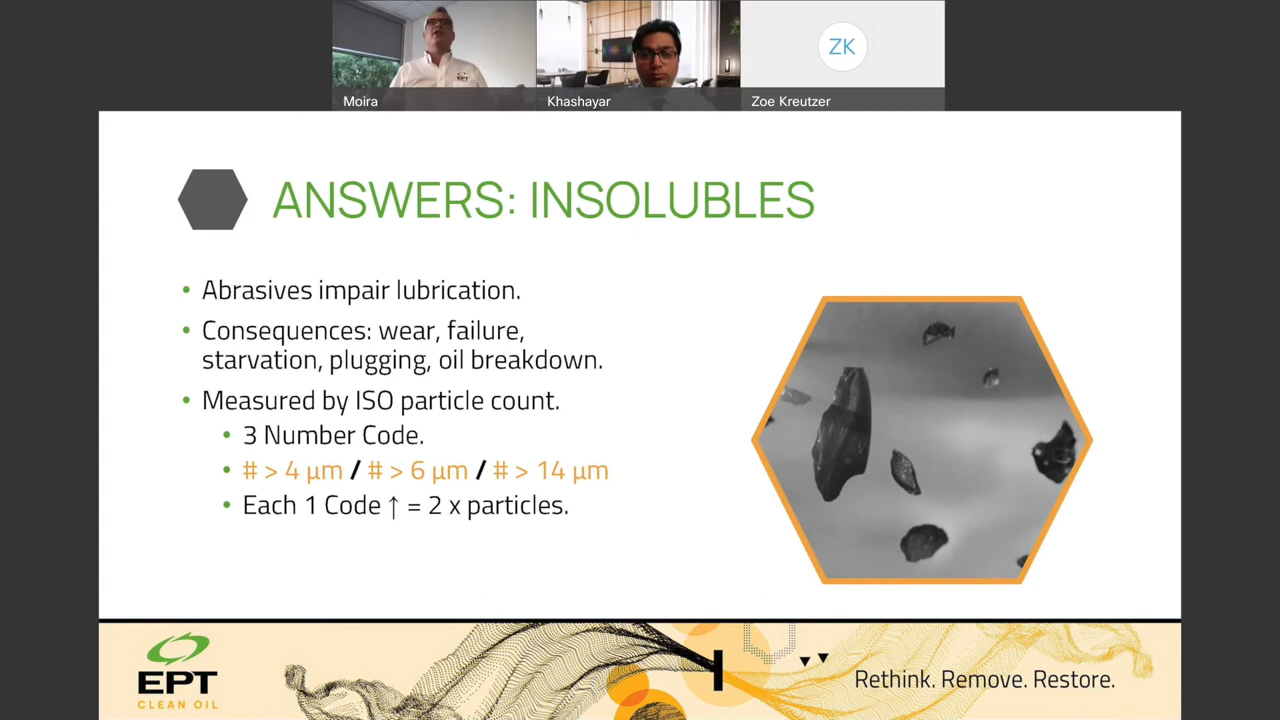 Moira
Khashayar
ZK
Zoe Kreutzer
ANSWERS: INSOLUBLES
• Abrasives impair lubrication.
• Consequences: wear, failure,
starvation, plugging, oil breakdown.
• Measured by ISO particle count.
• 3 Number Code.
• # > 4 µm / # > 6 µm / # > 14 µm
• Each 1 Code ↑ = 2 x particles.
EPT
CLEAN OIL
Rethink. Remove. Restore.